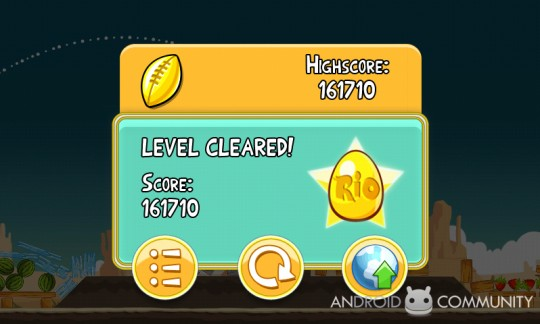 Highscore:
161710
LEVEL CLEARED!
Score:
161710
Rio
ANDROID COMMUNITY